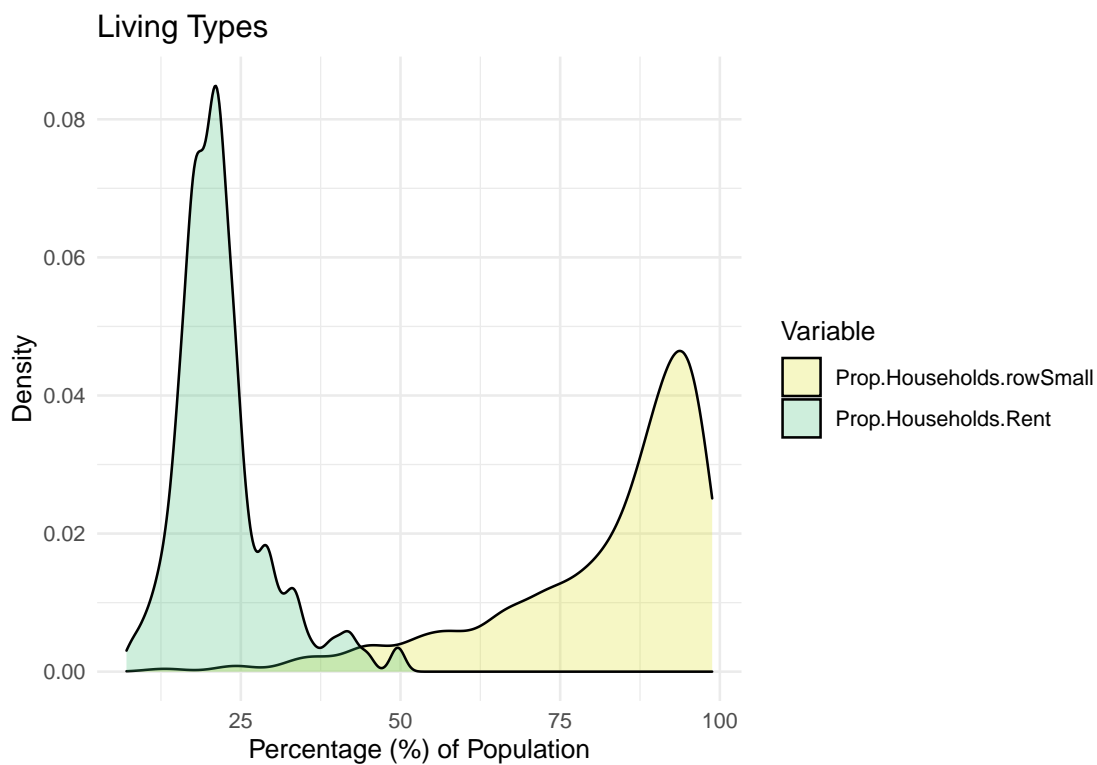 Living Types
0.08
0.06
0.04
0.02
0.00
Density
25 50 75 100
Percentage (%) of Population
Variable
Prop.Households.rowSmall
Prop.Households.Rent